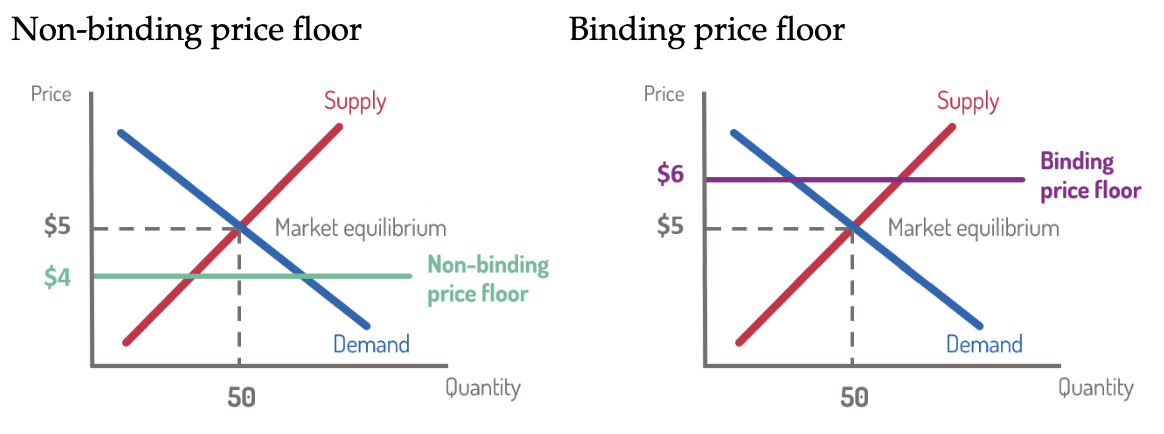 Non-binding price floor
Price
Supply
$5
Market equilibrium
$4
Non-binding
price floor
Demand
50
Quantity
Binding price floor
Price
Supply
$6
Binding
price floor
$5
Market equilibrium
Demand
50
Quantity